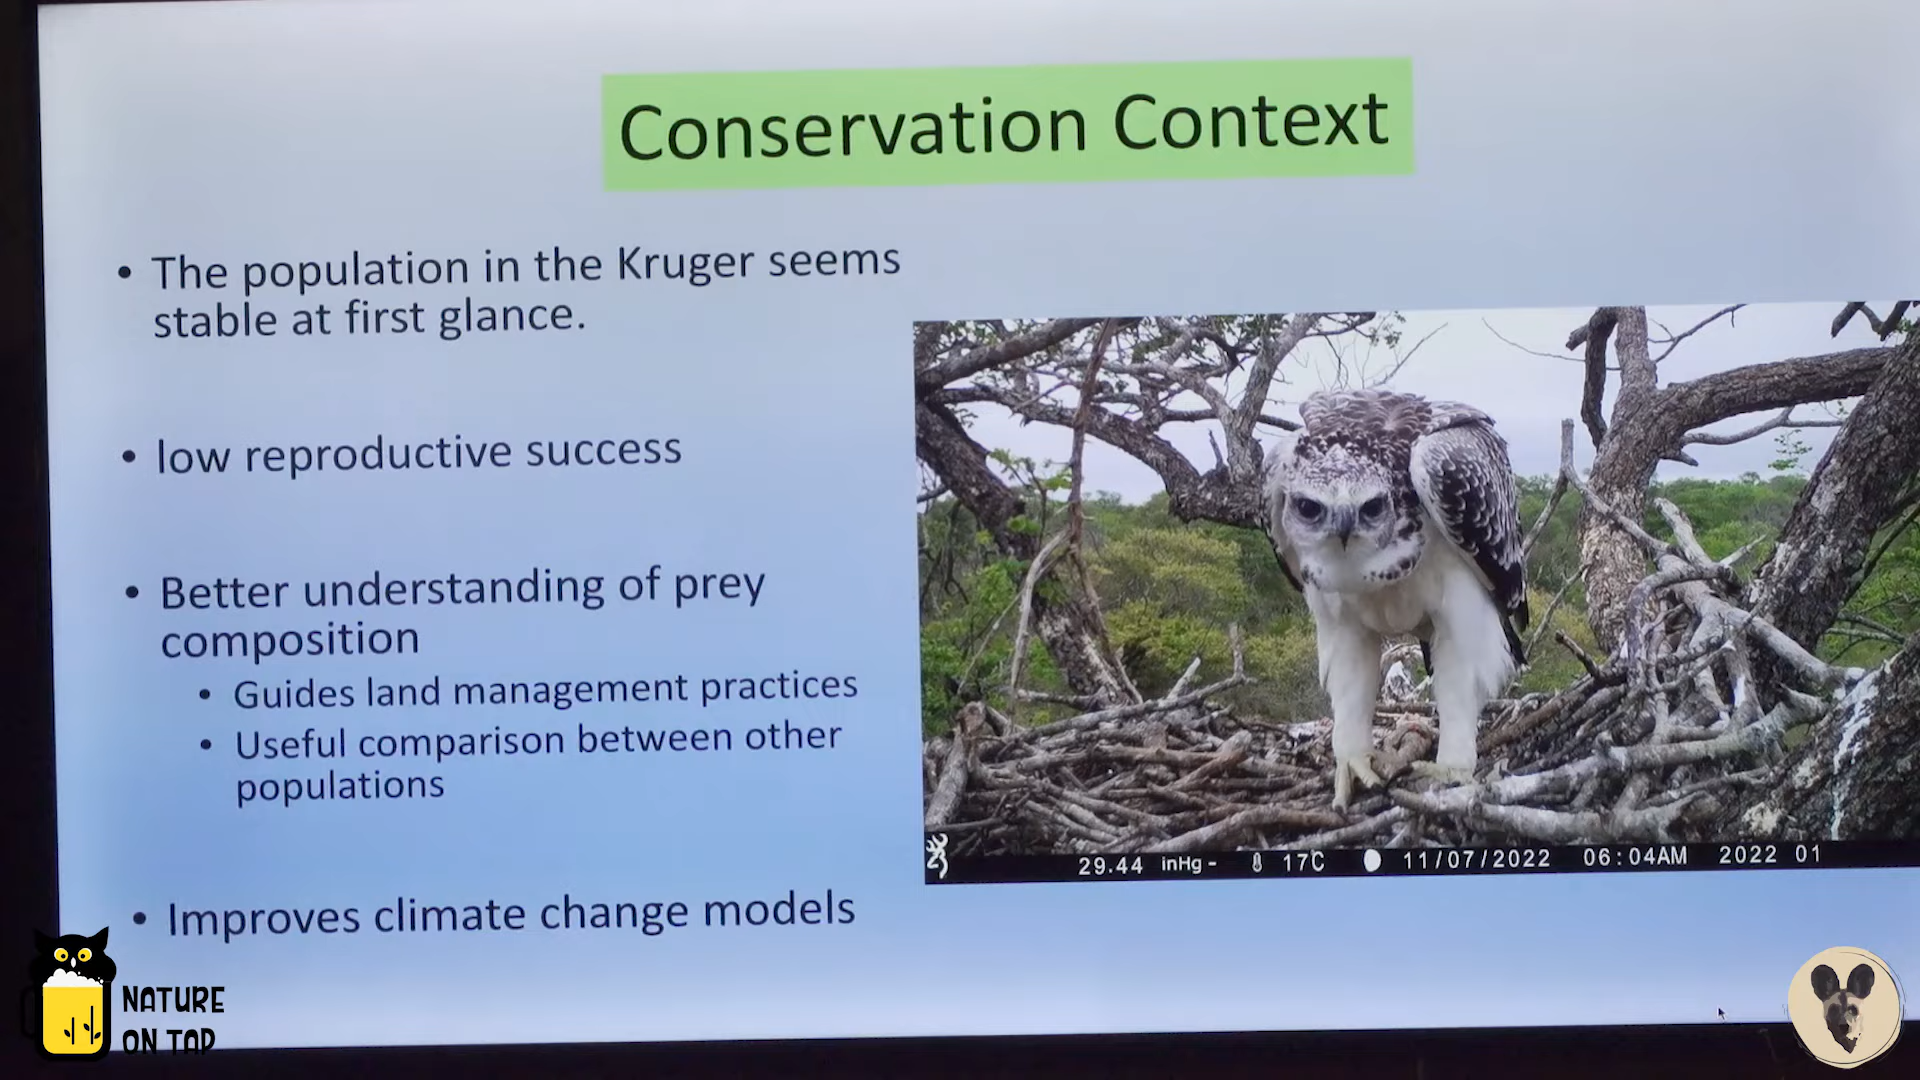 Conservation Context
• The population in the Kruger seems
stable at first glance.
• low reproductive success
• Better understanding of prey
composition
• Guides land management practices
• Useful comparison between other
populations
• Improves climate change models
29.44 inHg - 17C 11/07/2022 06:04AM 2022 01
NATURE
ON TAP